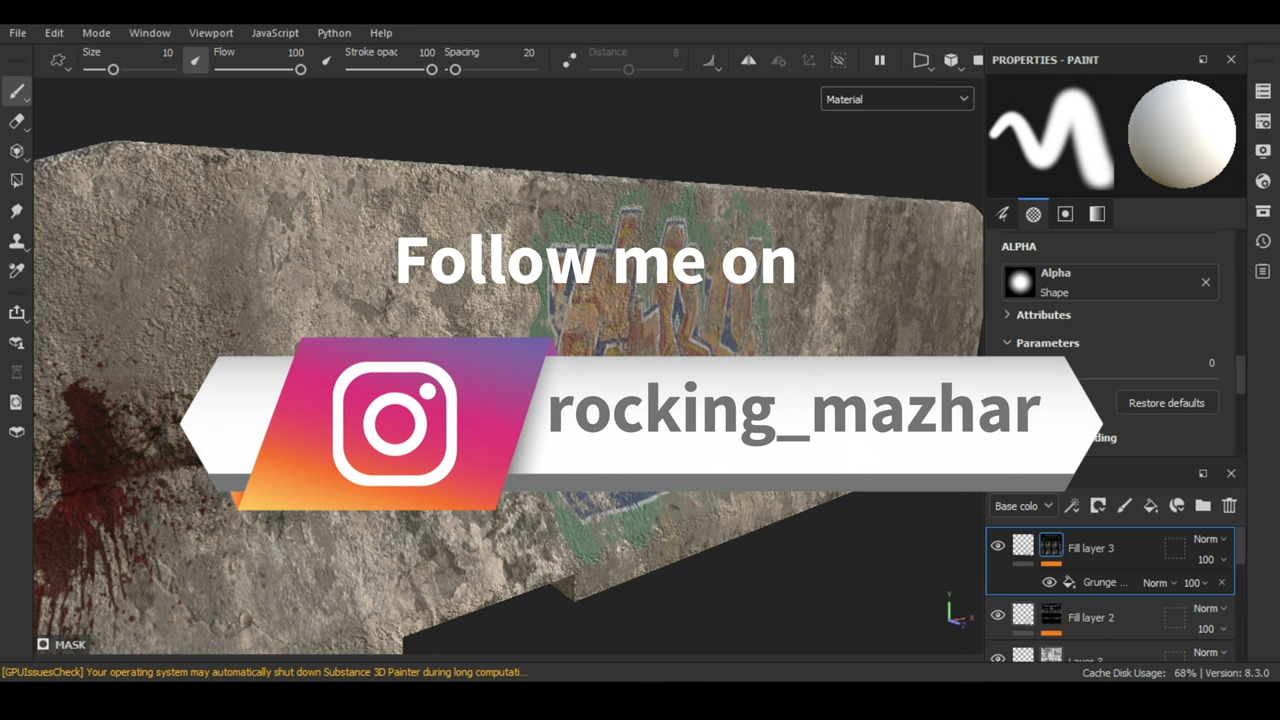 File Edit Mode Window Viewport JavaScript Python Help
Size 10 Flow 100 Stroke opac 100 Spacing 20 Distance 8
PROPERTIES - PAINT
Material
ALPHA
Alpha
Shape
Attributes
Parameters
0
Restore defaults
ding
Follow me on
rocking_mazhar
Base colo
Fill layer 3
Norm
100
Grunge ... Norm 100
Fill layer 2
Norm
100
Norm
MASK
[GPUIssuesCheck] Your operating system may automatically shut down Substance 3D Painter during long computati...
Cache Disk Usage: 68% | Version: 8.3.0
Y
X
Z